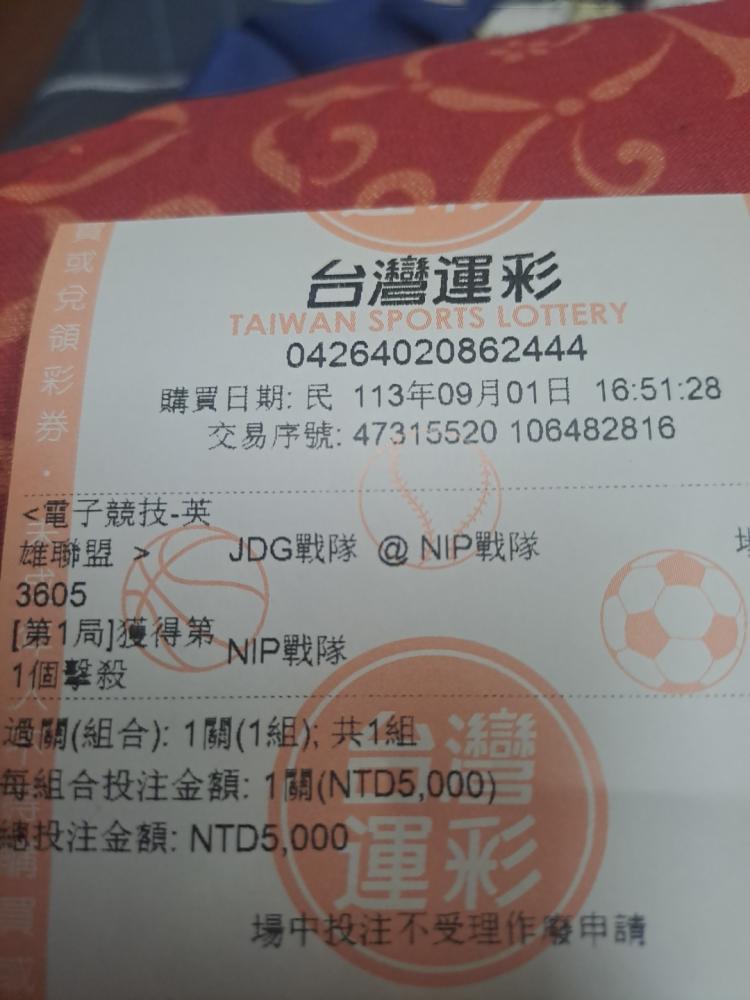 台灣運彩
TAIWAN SPORTS LOTTERY
04264020862444
購買日期: 民 113年09月01日 16:51:28
交易序號: 47315520 106482816
<電子競技-英
雄聯盟 > JDG戰隊 @ NIP戰隊
3605
[第1局]獲得第
1個擊殺 NIP戰隊
過關(組合): 1關(1組); 共1組
每組合投注金額: 1關(NTD5,000)
總投注金額: NTD5,000
台灣
運彩
場中投注不受理作廢申請
或兌領彩券・